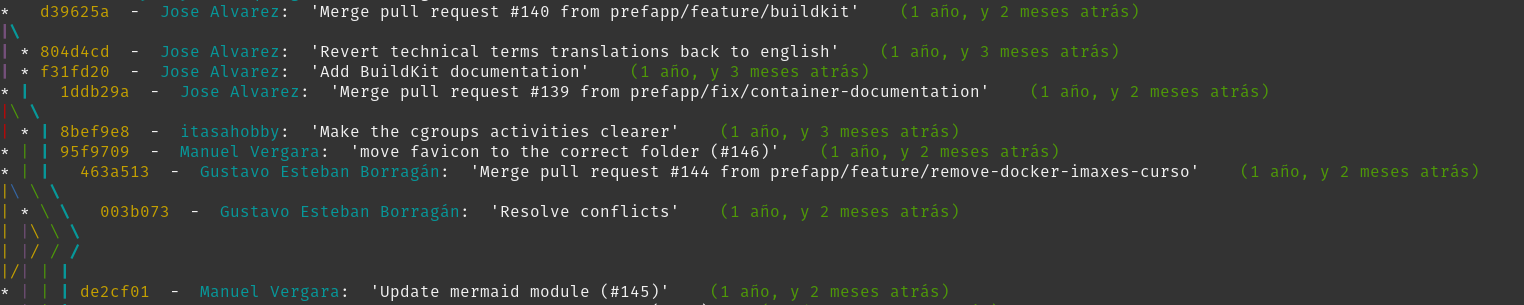 * d39625a - Jose Alvarez: 'Merge pull request #140 from prefapp/feature/buildkit' (1 año, y 2 meses atrás)
|\
| * 804d4cd - Jose Alvarez: 'Revert technical terms translations back to english' (1 año, y 3 meses atrás)
| * f31fd20 - Jose Alvarez: 'Add BuildKit documentation' (1 año, y 3 meses atrás)
* | 1ddb29a - Jose Alvarez: 'Merge pull request #139 from prefapp/fix/container-documentation' (1 año, y 2 meses atrás)
|\ \
| * | 8bef9e8 - itasahobby: 'Make the cgroups activities clearer' (1 año, y 3 meses atrás)
* | | 95f9709 - Manuel Vergara: 'move favicon to the correct folder (#146)' (1 año, y 2 meses atrás)
* | | 463a513 - Gustavo Esteban Borragán: 'Merge pull request #144 from prefapp/feature/remove-docker-imaxes-curso' (1 año, y 2 meses atrás)
|\ \ \
| * \ \ 003b073 - Gustavo Esteban Borragán: 'Resolve conflicts' (1 año, y 2 meses atrás)
| |\ \ \
| |/ / /
|/| | |
* | | | de2cf01 - Manuel Vergara: 'Update mermaid module (#145)' (1 año, y 2 meses atrás)